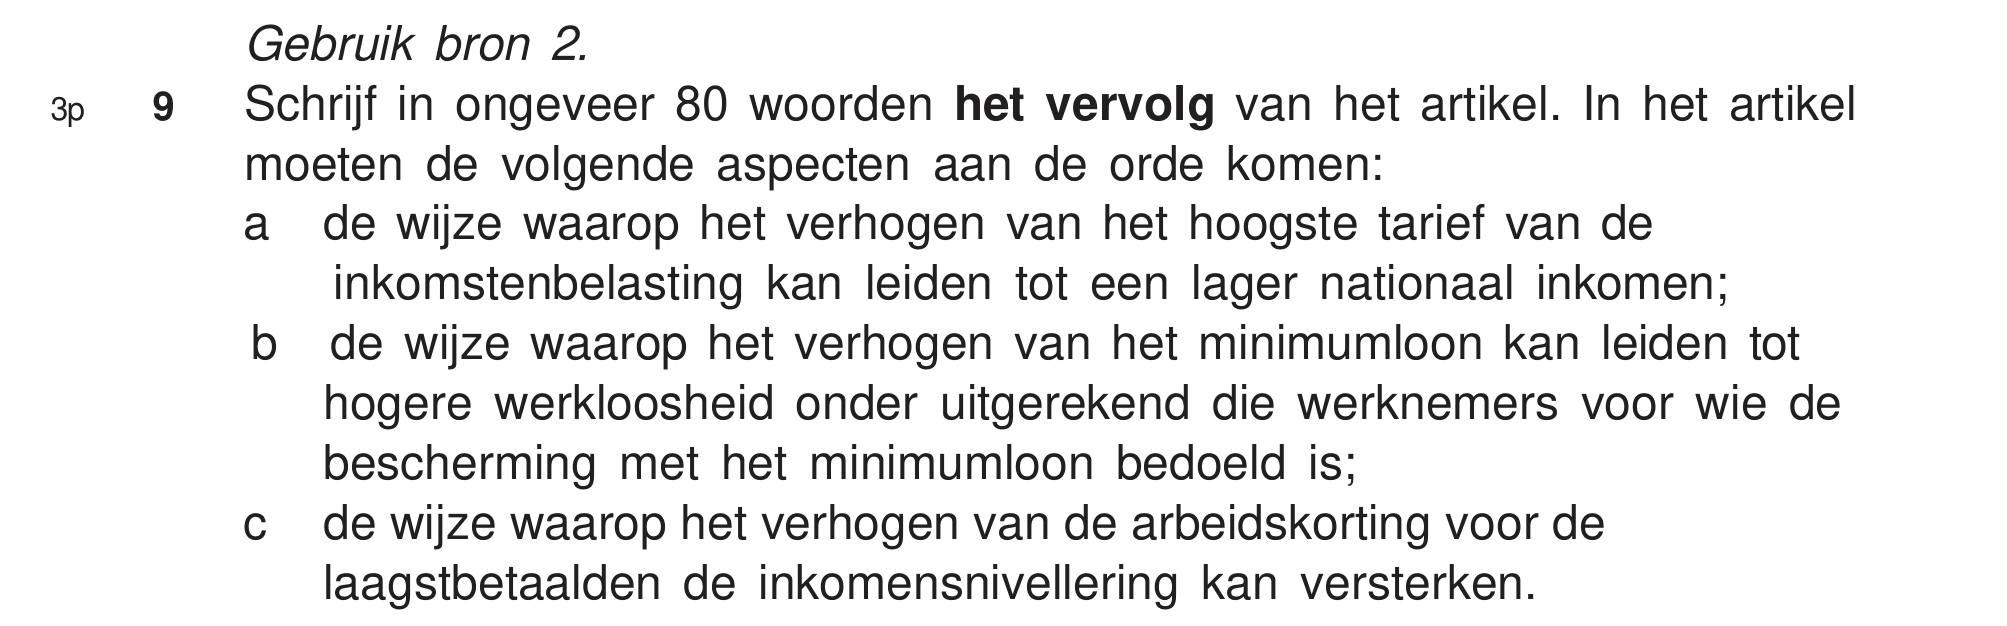 Gebruik bron 2.
3p 9 Schrijf in ongeveer 80 woorden het vervolg van het artikel. In het artikel
moeten de volgende aspecten aan de orde komen:
a de wijze waarop het verhogen van het hoogste tarief van de
inkomstenbelasting kan leiden tot een lager nationaal inkomen;
b de wijze waarop het verhogen van het minimumloon kan leiden tot
hogere werkloosheid onder uitgerekend die werknemers voor wie de
bescherming met het minimumloon bedoeld is;
c de wijze waarop het verhogen van de arbeidskorting voor de
laagstbetaalden de inkomensnivellering kan versterken.